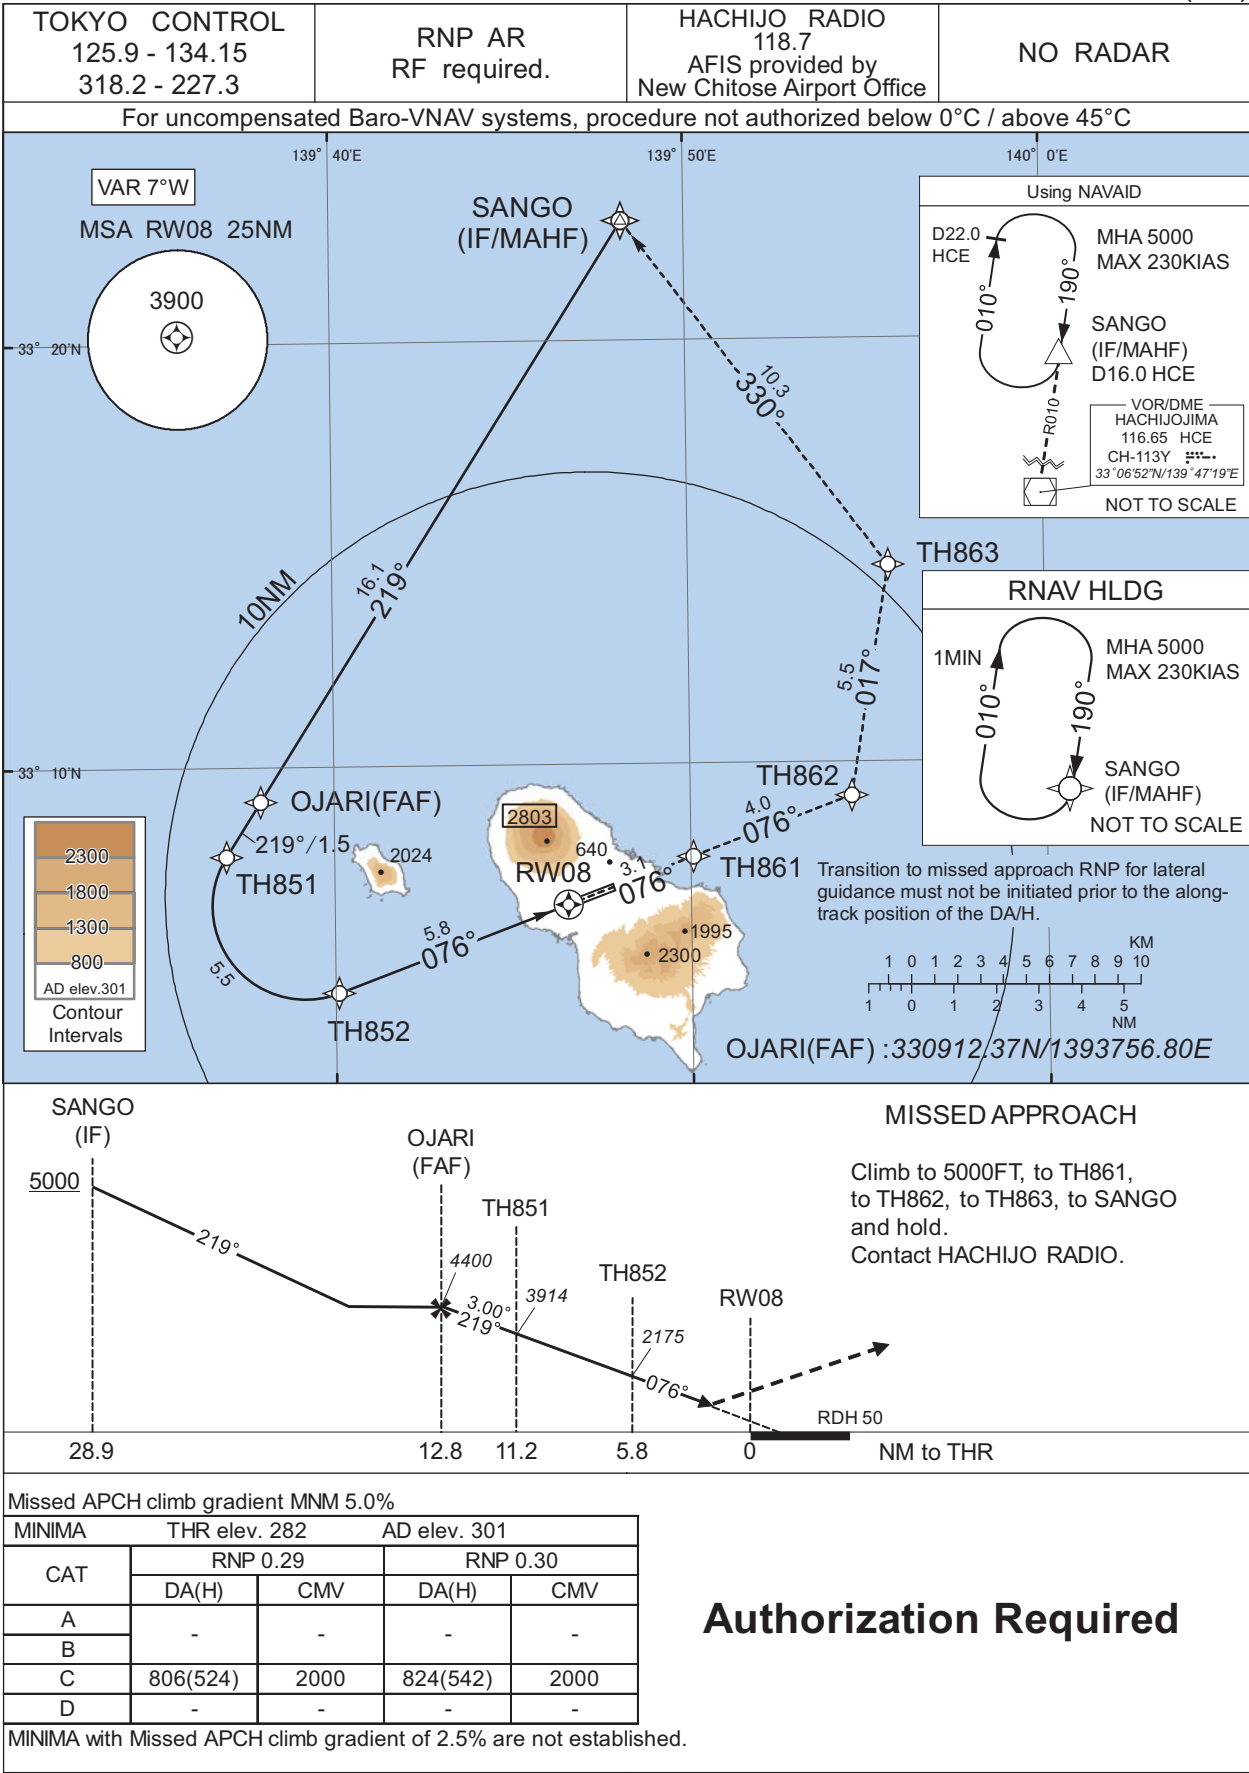 TOKYO CONTROL
125.9 - 134.15
318.2 - 227.3
RNP AR
RF required.
HACHIJO RADIO
118.7
AFIS provided by
New Chitose Airport Office
NO RADAR
For uncompensated Baro-VNAV systems, procedure not authorized below 0°C / above 45°C
139° 40'E
139° 50'E
140° 0'E
VAR 7°W
MSA RW08 25NM
3900
33° 20'N
33° 10'N
SANGO
(IF/MAHF)
10.3
330°
16.1
219°
10NM
TH863
5.5
017°
TH862
4.0
076°
TH861
3.1
076°
OJARI(FAF)
219°/1.5
TH851
2024
2803
640
RW08
5.8
076°
5.5
TH852
1995
2300
Using NAVAID
D22.0
HCE
MHA 5000
MAX 230KIAS
010°
190°
SANGO
(IF/MAHF)
D16.0 HCE
R010
VOR/DME
HACHIJOJIMA
116.65 HCE
CH-113Y
33°06'52"N/139°47'19"E
NOT TO SCALE
RNAV HLDG
1MIN
MHA 5000
MAX 230KIAS
010°
190°
SANGO
(IF/MAHF)
NOT TO SCALE
Transition to missed approach RNP for lateral
guidance must not be initiated prior to the along-
track position of the DA/H.
KM
1 0 1 2 3 4 5 6 7 8 9 10
1 0 1 2 3 4 5
NM
OJARI(FAF) :330912.37N/1393756.80E
2300
1800
1300
800
AD elev.301
Contour
Intervals
SANGO
(IF)
5000
219°
OJARI
(FAF)
4400
3.00°
219°
TH851
3914
TH852
2175
076°
RW08
RDH 50
28.9 12.8 11.2 5.8 0 NM to THR
MISSED APPROACH
Climb to 5000FT, to TH861,
to TH862, to TH863, to SANGO
and hold.
Contact HACHIJO RADIO.
Missed APCH climb gradient MNM 5.0%
MINIMA THR elev. 282 AD elev. 301
CAT RNP 0.29 RNP 0.30
DA(H) CMV DA(H) CMV
A
- - - -
B
C 806(524) 2000 824(542) 2000
D - - - -
MINIMA with Missed APCH climb gradient of 2.5% are not established.
Authorization Required